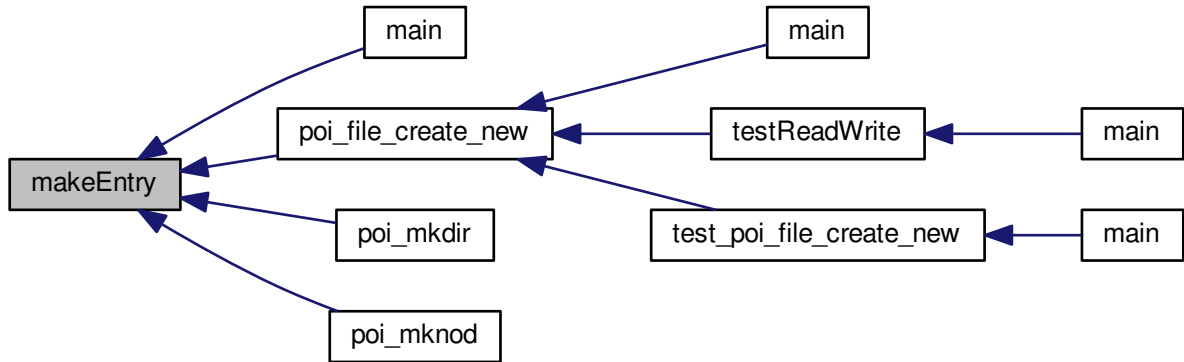 main
main
poi_file_create_new
testReadWrite
main
makeEntry
poi_mkdir
test_poi_file_create_new
main
poi_mknod